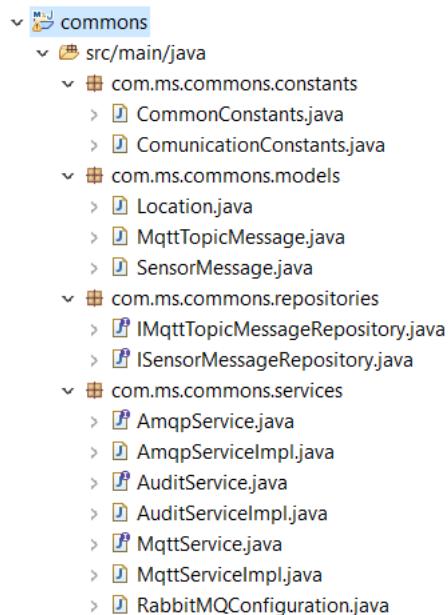 commons
src/main/java
com.ms.commons.constants
CommonConstants.java
ComunicationConstants.java
com.ms.commons.models
Location.java
MqttTopicMessage.java
SensorMessage.java
com.ms.commons.repositories
IMqttTopicMessageRepository.java
ISensorMessageRepository.java
com.ms.commons.services
AmqpService.java
AmqpServiceImpl.java
AuditService.java
AuditServiceImpl.java
MqttService.java
MqttServiceImpl.java
RabbitMQConfiguration.java